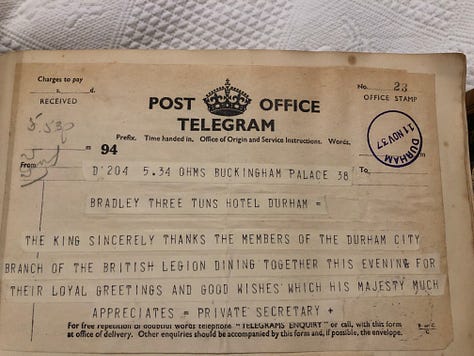 Charges to pay
s. d.
RECEIVED
POST OFFICE
TELEGRAM
No. 23
OFFICE STAMP
Prefix. Time handed in. Office of Origin and Service Instructions. Words.
= 94
DURHAM
11 NOV 37
From
To
D'204 5.34 OHMS BUCKINGHAM PALACE 38
BRADLEY THREE TUNS HOTEL DURHAM =
THE KING SINCERELY THANKS THE MEMBERS OF THE DURHAM CITY
BRANCH OF THE BRITISH LEGION DINING TOGETHER THIS EVENING FOR
THEIR LOYAL GREETINGS AND GOOD WISHES WHICH HIS MAJESTY MUCH
APPRECIATES = PRIVATE SECRETARY +
For free repetition of doubtful words telephone "TELEGRAMS ENQUIRY" or call, with this form
at office of delivery. Other enquiries should be accompanied by this form and, if possible, the envelope.